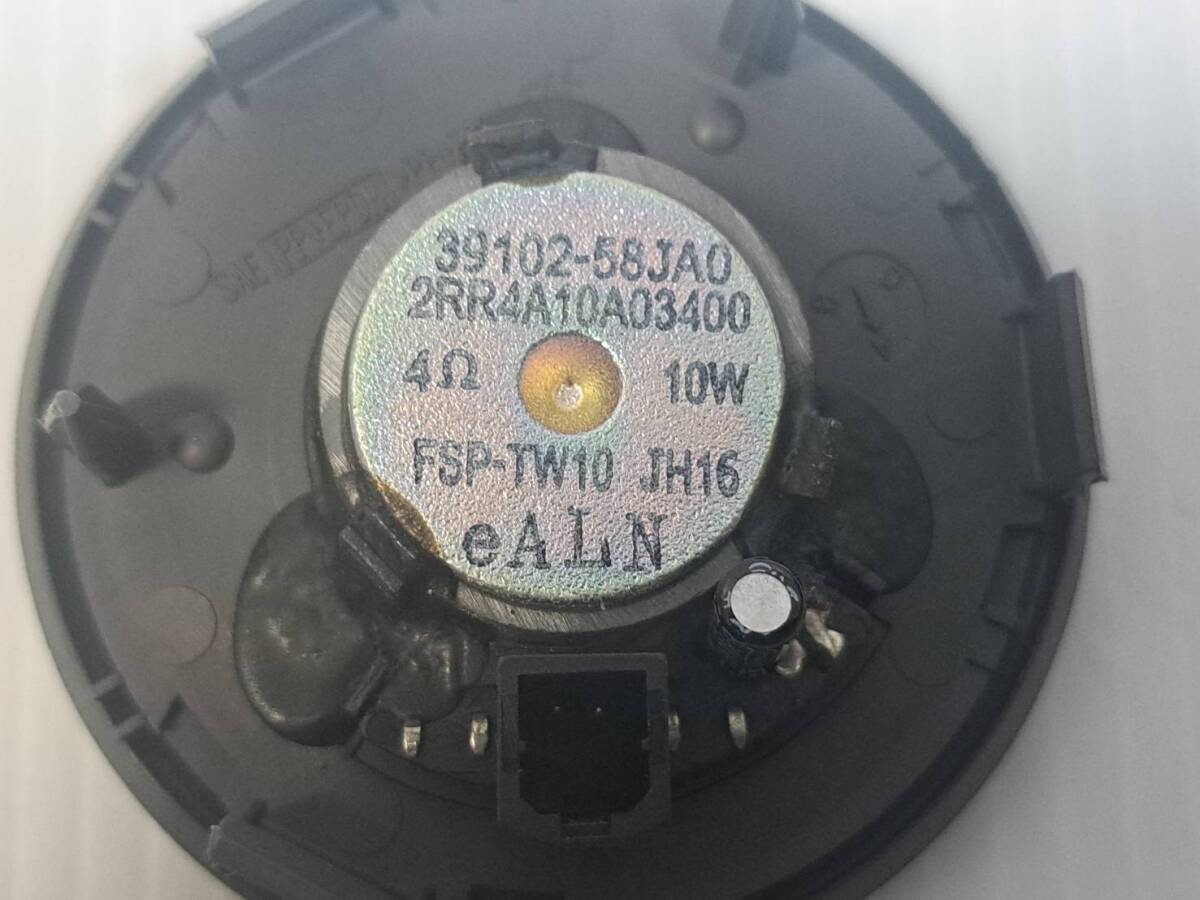 39102-58JA0
2RR4A10A03400
4Ω 10W
FSP-TW10 JH16
eALN